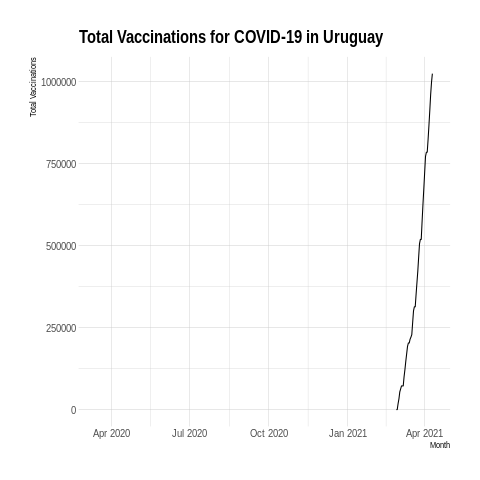 Total Vaccinations for COVID-19 in Uruguay
Total Vaccinations
1000000
750000
500000
250000
0
Apr 2020 Jul 2020 Oct 2020 Jan 2021 Apr 2021
Month